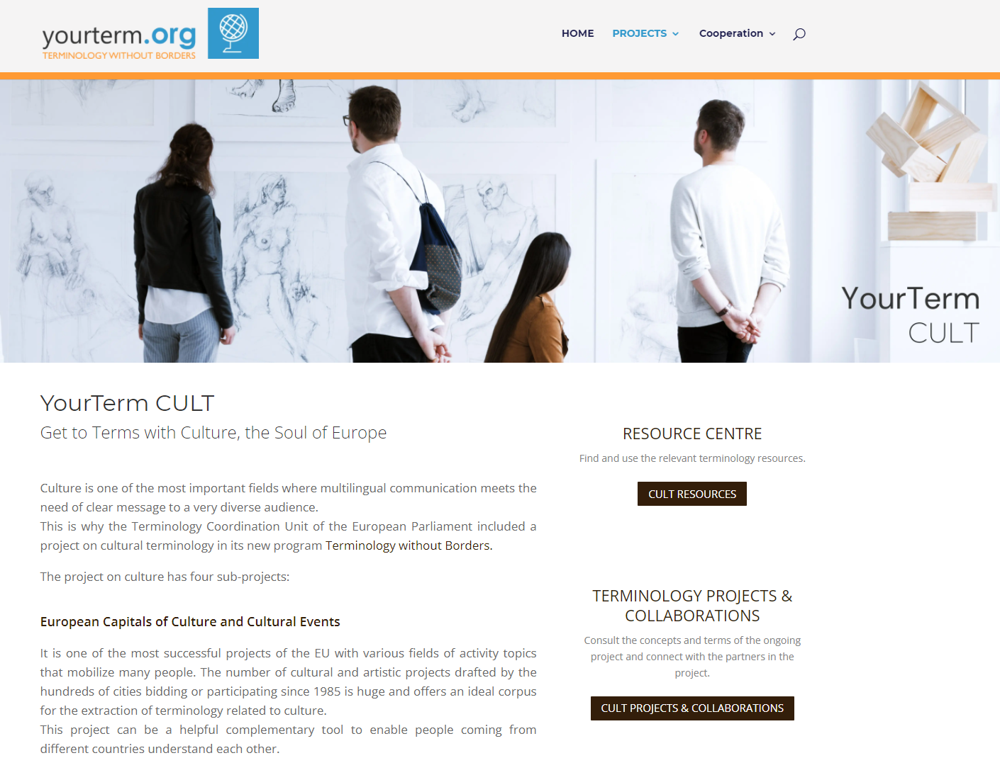 yourterm.org
TERMINOLOGY WITHOUT BORDERS
HOME
PROJECTS
Cooperation
YourTerm
CULT
YourTerm CULT
Get to Terms with Culture, the Soul of Europe
Culture is one of the most important fields where multilingual communication meets the
need of clear message to a very diverse audience.
This is why the Terminology Coordination Unit of the European Parliament included a
project on cultural terminology in its new program Terminology without Borders.
The project on culture has four sub-projects:
European Capitals of Culture and Cultural Events
It is one of the most successful projects of the EU with various fields of activity topics
that mobilize many people. The number of cultural and artistic projects drafted by the
hundreds of cities bidding or participating since 1985 is huge and offers an ideal corpus
for the extraction of terminology related to culture.
This project can be a helpful complementary tool to enable people coming from
different countries understand each other.
RESOURCE CENTRE
Find and use the relevant terminology resources.
CULT RESOURCES
TERMINOLOGY PROJECTS &
COLLABORATIONS
Consult the concepts and terms of the ongoing
project and connect with the partners in the
project.
CULT PROJECTS & COLLABORATIONS